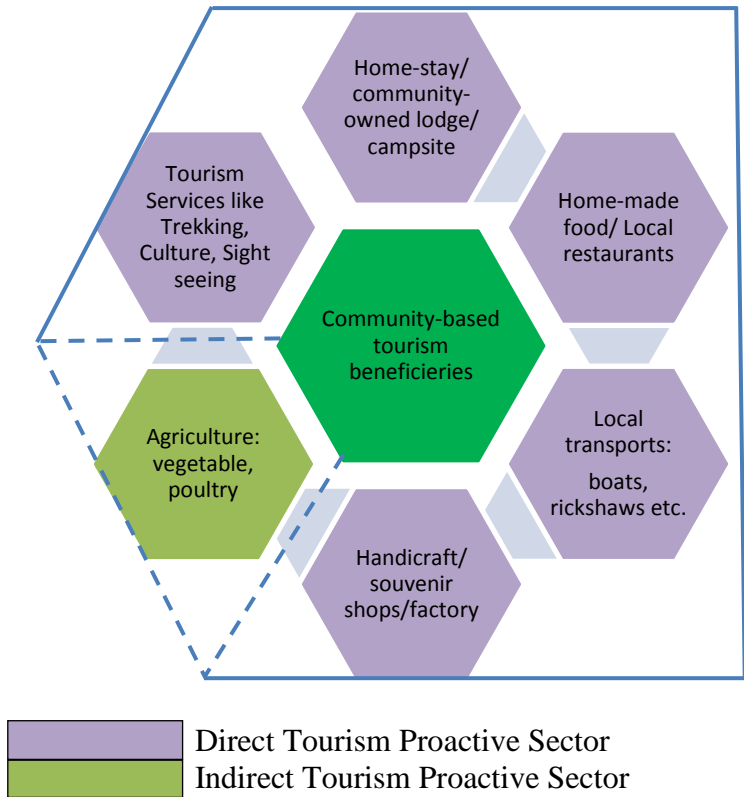 Home-stay/
community-
owned lodge/
campsite
Tourism
Services like
Trekking,
Culture, Sight
seeing
Home-made
food/ Local
restaurants
Community-based
tourism
beneficieries
Agriculture:
vegetable,
poultry
Local
transports:
boats,
rickshaws etc.
Handicraft/
souvenir
shops/factory
Direct Tourism Proactive Sector
Indirect Tourism Proactive Sector